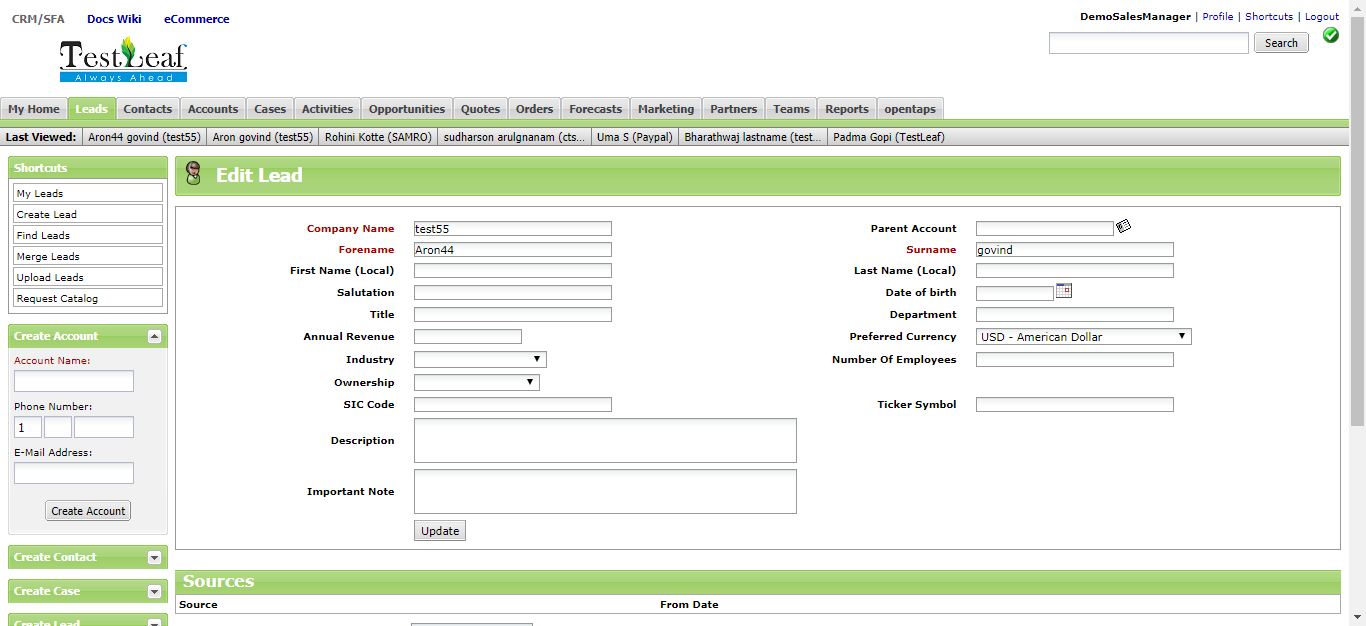 CRM/SFA Docs Wiki eCommerce
DemoSalesManager | Profile | Shortcuts | Logout
Search
TestLeaf
Always Ahead
My Home Leads Contacts Accounts Cases Activities Opportunities Quotes Orders Forecasts Marketing Partners Teams Reports opentaps
Last Viewed: Aron44 govind (test55) Aron govind (test55) Rohini Kotte (SAMRO) sudharson arulgnanam (cts... Uma S (Paypal) Bharathwaj lastname (test... Padma Gopi (TestLeaf)
Shortcuts
My Leads
Create Lead
Find Leads
Merge Leads
Upload Leads
Request Catalog
Create Account
Account Name:
Phone Number:
1
E-Mail Address:
Create Account
Create Contact
Create Case
Create Lead
Edit Lead
Company Name test55 Parent Account
Forename Aron44 Surname govind
First Name (Local) Last Name (Local)
Salutation Date of birth
Title Department
Annual Revenue Preferred Currency USD - American Dollar
Industry Number Of Employees
Ownership
SIC Code Ticker Symbol
Description
Important Note
Update
Sources
Source From Date